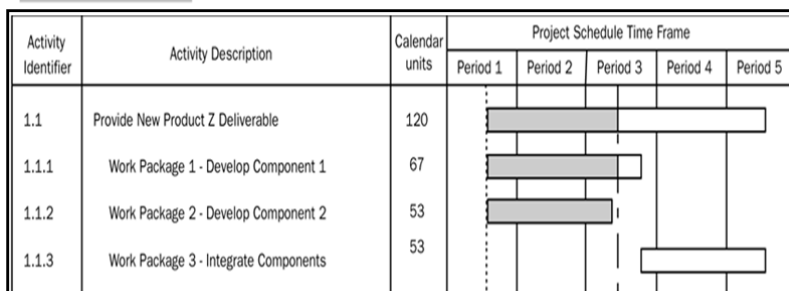 Activity Identifier
Activity Description
Calendar units
Project Schedule Time Frame
Period 1 Period 2 Period 3 Period 4 Period 5
1.1 Provide New Product Z Deliverable 120
1.1.1 Work Package 1 - Develop Component 1 67
1.1.2 Work Package 2 - Develop Component 2 53
1.1.3 Work Package 3 - Integrate Components 53